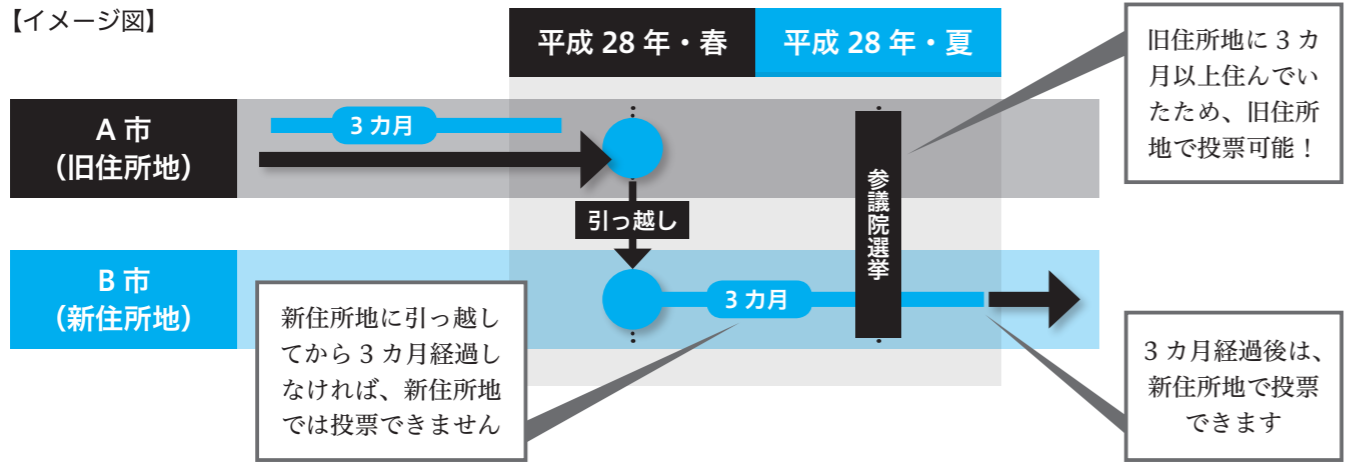 【イメージ図】
平成 28 年・春
平成 28 年・夏
旧住所地に 3 カ
月以上住んでい
たため、旧住所
地で投票可能！
A 市
（旧住所地）
3 カ月
引っ越し
参議院選挙
B 市
（新住所地）
3 カ月
新住所地に引っ越し
てから 3 カ月経過し
なければ、新住所地
では投票できません
3 カ月経過後は、
新住所地で投票
できます